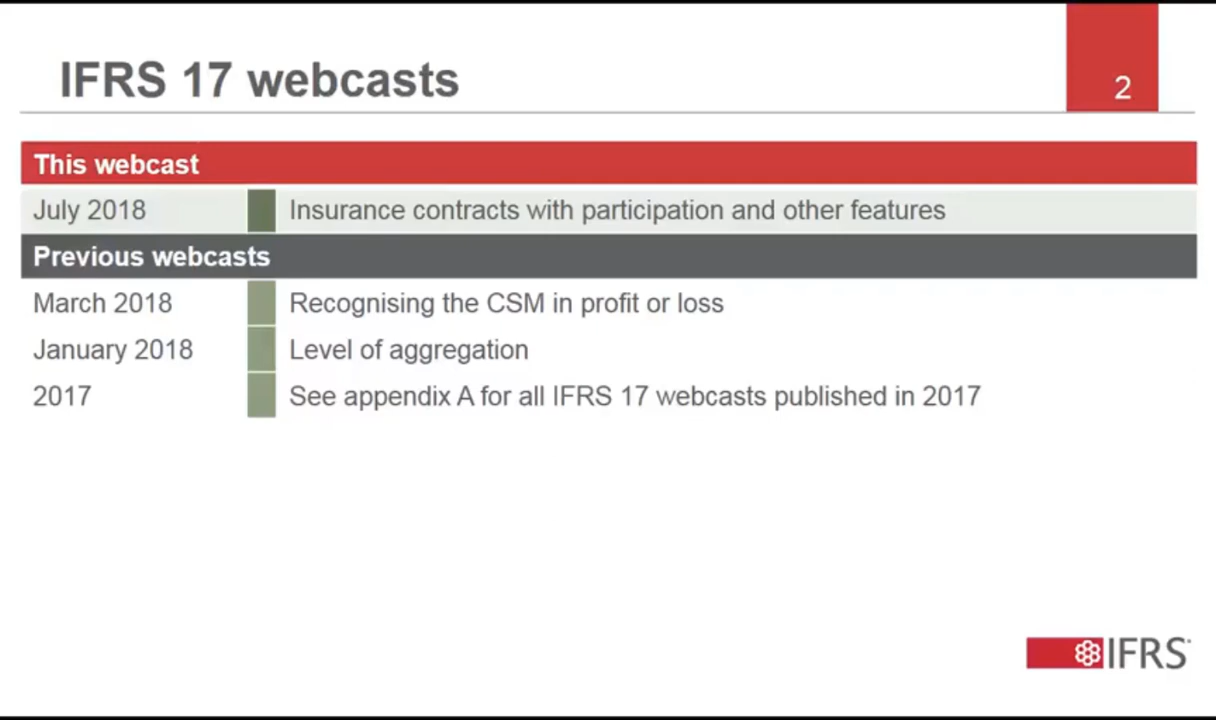 IFRS 17 webcasts
2
This webcast
July 2018 Insurance contracts with participation and other features
Previous webcasts
March 2018 Recognising the CSM in profit or loss
January 2018 Level of aggregation
2017 See appendix A for all IFRS 17 webcasts published in 2017
IFRS